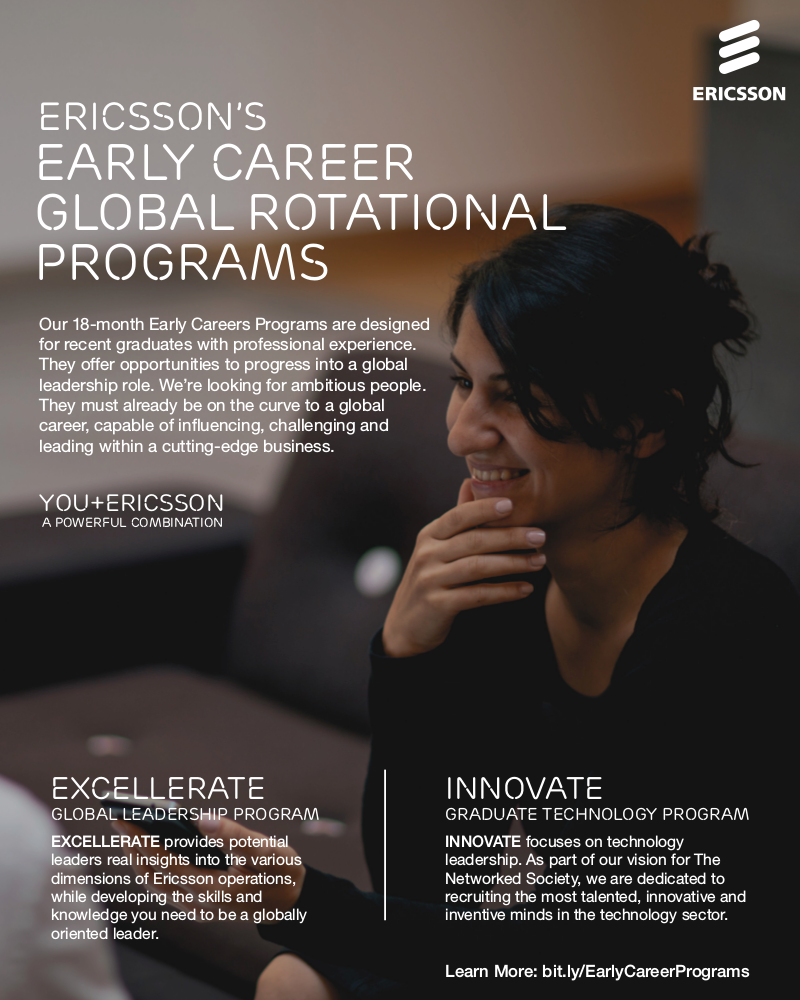 ERICSSON
ERICSSON'S
EARLY CAREER
GLOBAL ROTATIONAL
PROGRAMS
Our 18-month Early Careers Programs are designed
for recent graduates with professional experience.
They offer opportunities to progress into a global
leadership role. We're looking for ambitious people.
They must already be on the curve to a global
career, capable of influencing, challenging and
leading within a cutting-edge business.
YOU+ERICSSON
A POWERFUL COMBINATION
EXCELLERATE
GLOBAL LEADERSHIP PROGRAM
EXCELLERATE provides potential
leaders real insights into the various
dimensions of Ericsson operations,
while developing the skills and
knowledge you need to be a globally
oriented leader.
INNOVATE
GRADUATE TECHNOLOGY PROGRAM
INNOVATE focuses on technology
leadership. As part of our vision for The
Networked Society, we are dedicated to
recruiting the most talented, innovative and
inventive minds in the technology sector.
Learn More: bit.ly/EarlyCareerPrograms